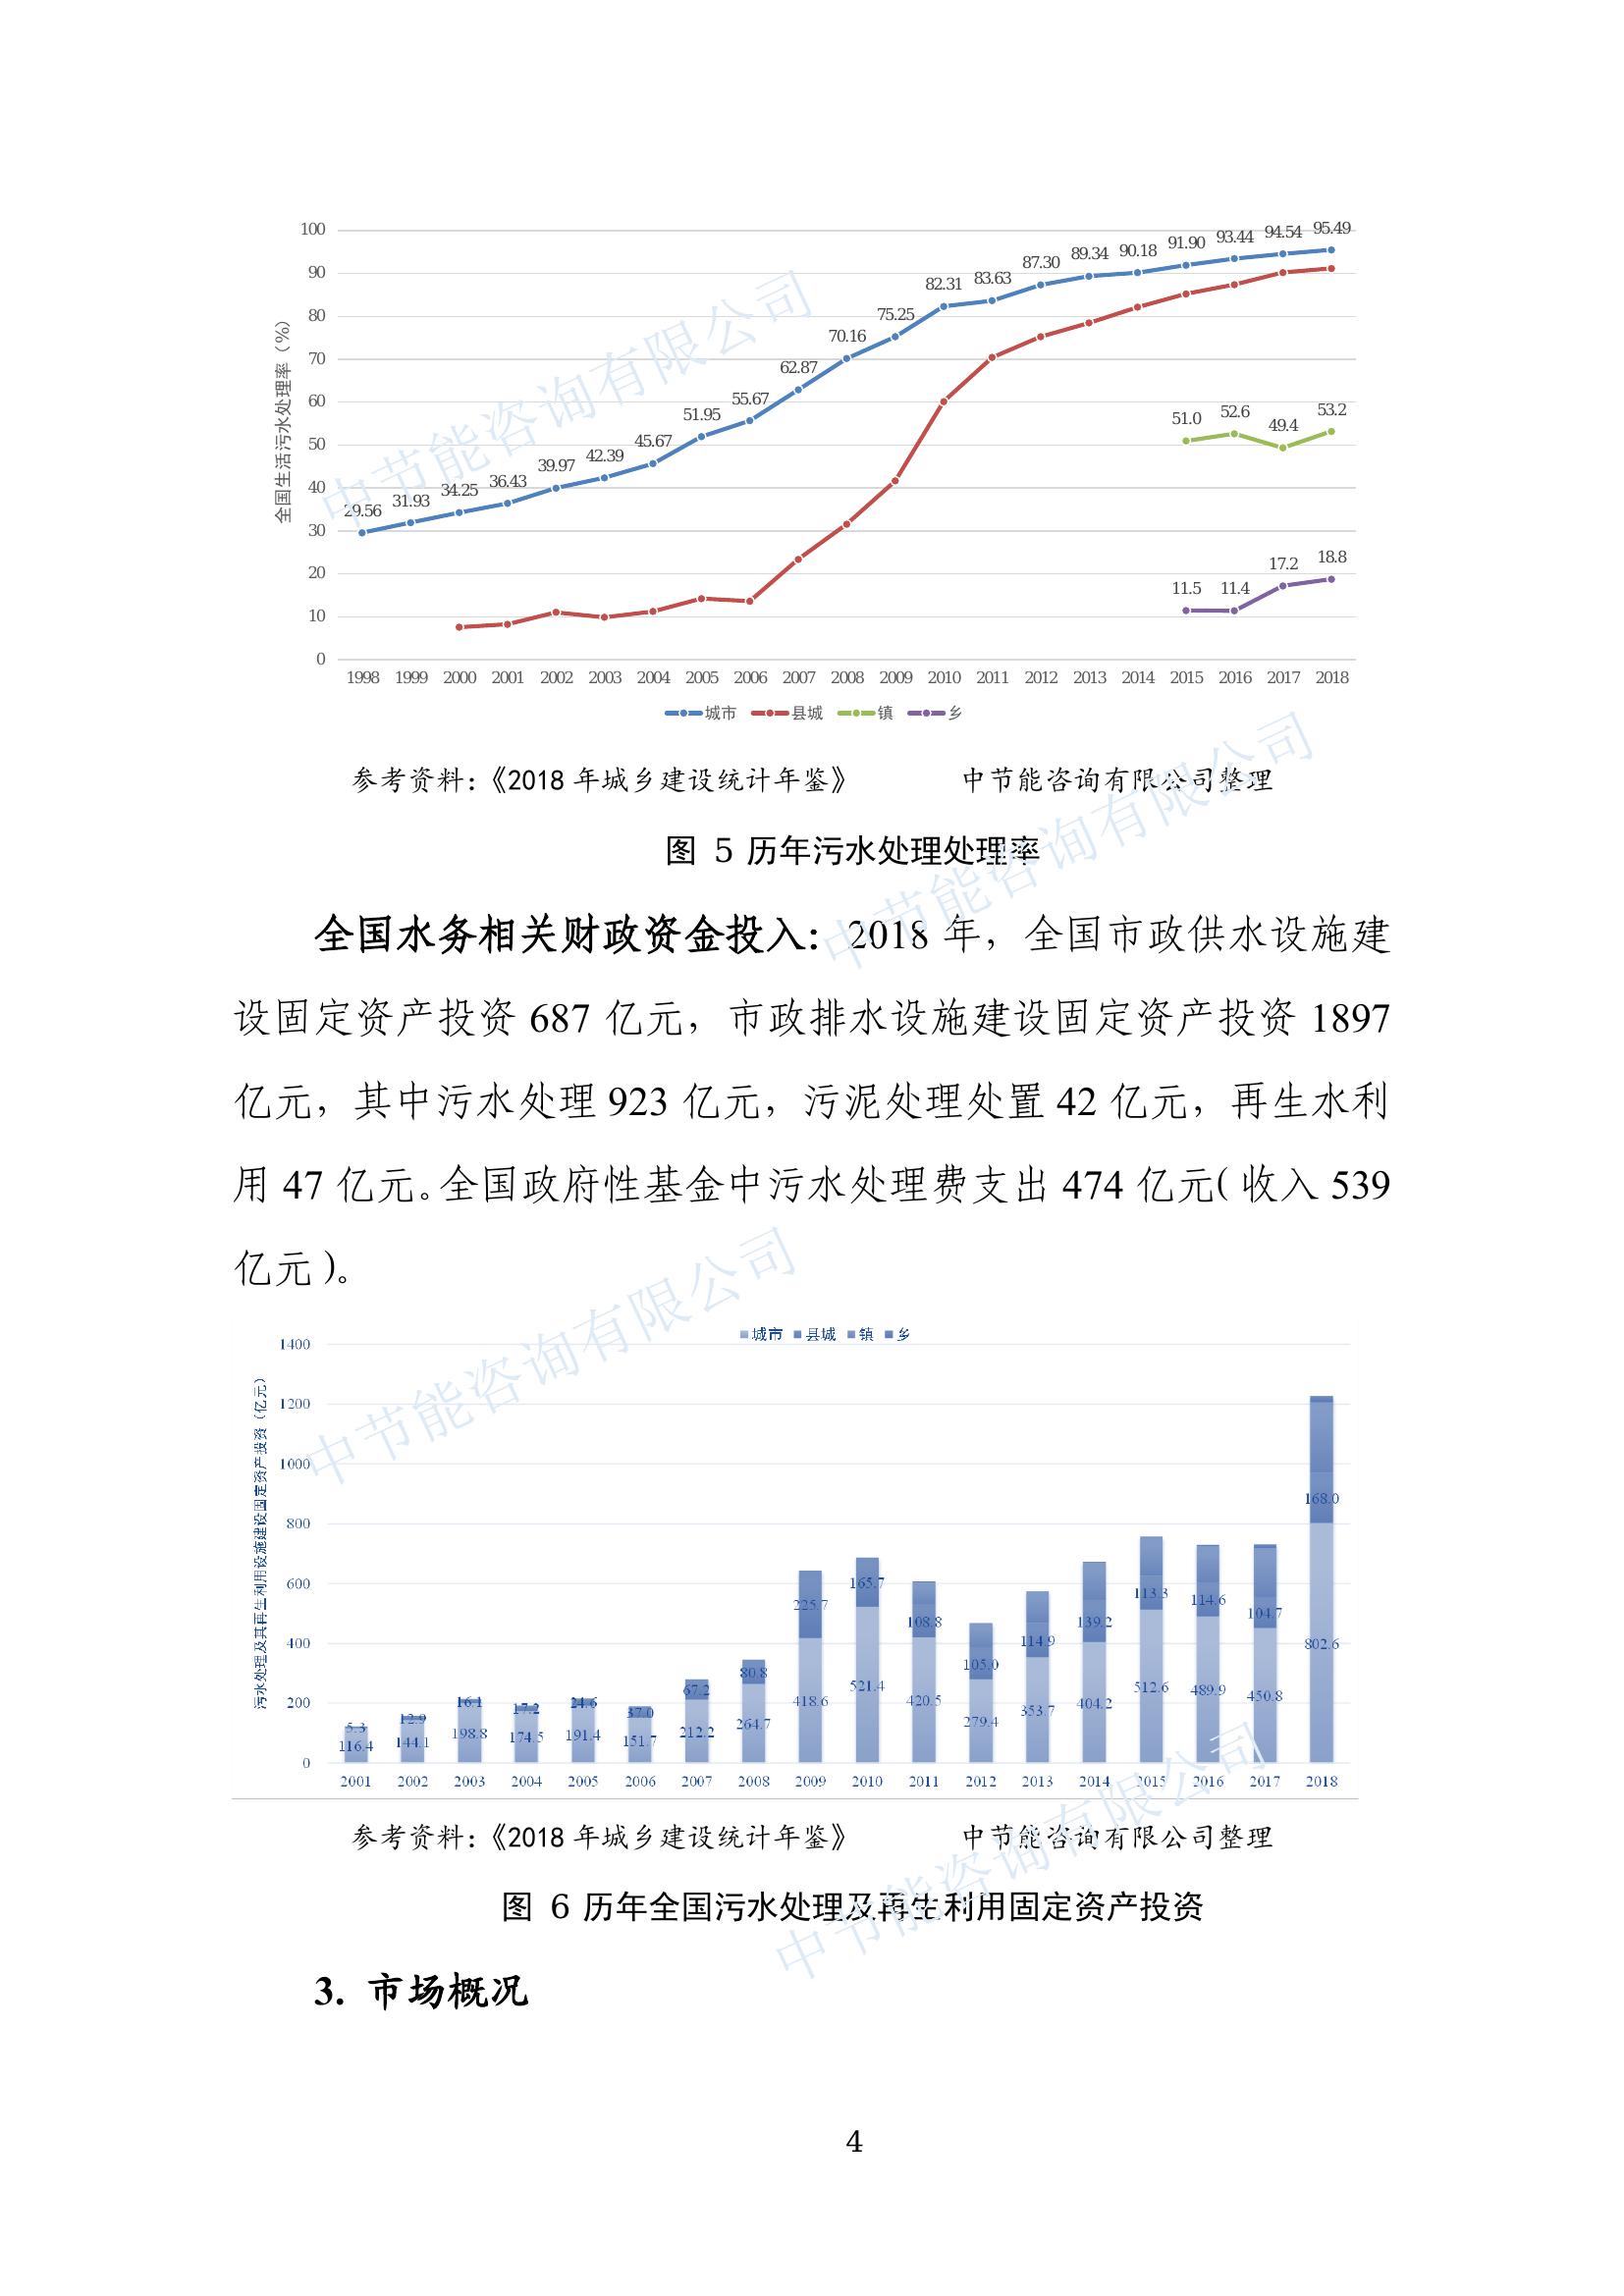 100
90
80
70
60
50
40
30
20
10
0
全国生活污水处理率（%）
29.56 31.93 34.25 36.43 39.97 42.39 45.67 51.95 55.67 62.87 70.16 75.25 82.31 83.63 87.30 89.34 90.18 91.90 93.44 94.54 95.49
51.0 52.6 49.4 53.2
11.5 11.4 17.2 18.8
1998 1999 2000 2001 2002 2003 2004 2005 2006 2007 2008 2009 2010 2011 2012 2013 2014 2015 2016 2017 2018
城市 县城 镇 乡
参考资料：《2018 年城乡建设统计年鉴》 中节能咨询有限公司整理
图 5 历年污水处理处理率
全国水务相关财政资金投入：2018 年，全国市政供水设施建
设固定资产投资 687 亿元，市政排水设施建设固定资产投资 1897
亿元，其中污水处理 923 亿元，污泥处理处置 42 亿元，再生水利
用 47 亿元。全国政府性基金中污水处理费支出 474 亿元(收入 539
亿元)。
城市 县城 镇 乡
1400
1200
1000
800
600
400
200
0
污水处理及其再生利用设施建设固定资产投资（亿元）
5.3 12.9 16.1 17.2 24.6 37.0 67.2 80.8 225.7 165.7 108.8 105.0 114.9 139.2 113.3 114.6 104.7 168.0
116.4 144.1 198.8 174.5 191.4 151.7 212.2 264.7 418.6 521.4 420.5 279.4 353.7 404.2 512.6 489.9 450.8 802.6
2001 2002 2003 2004 2005 2006 2007 2008 2009 2010 2011 2012 2013 2014 2015 2016 2017 2018
参考资料：《2018 年城乡建设统计年鉴》 中节能咨询有限公司整理
图 6 历年全国污水处理及再生利用固定资产投资
3. 市场概况
4
中节能咨询有限公司
中节能咨询有限公司
中节能咨询有限公司
中节能咨询有限公司